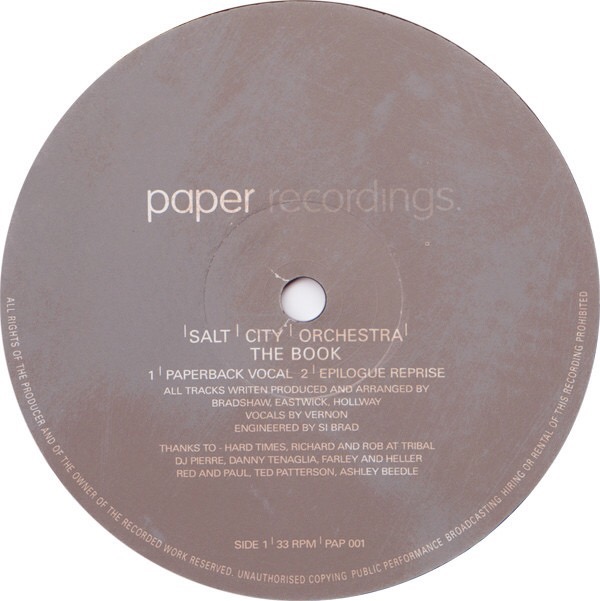 paper recordings.
|SALT | CITY | ORCHESTRA|
THE BOOK
1 | PAPERBACK VOCAL 2 | EPILOGUE REPRISE
ALL TRACKS WRITEN PRODUCED AND ARRANGED BY
BRADSHAW, EASTWICK, HOLLWAY
VOCALS BY VERNON
ENGINEERED BY SI BRAD
THANKS TO - HARD TIMES, RICHARD AND ROB AT TRIBAL
DJ PIERRE, DANNY TENAGLIA, FARLEY AND HELLER
RED AND PAUL, TED PATTERSON, ASHLEY BEEDLE
SIDE 1 | 33 RPM | PAP 001
ALL RIGHTS OF THE PRODUCER AND OF THE OWNER OF THE RECORDED WORK RESERVED. UNAUTHORISED COPYING PUBLIC PERFORMANCE BROADCASTING HIRING OR RENTAL OF THIS RECORDING PROHIBITED